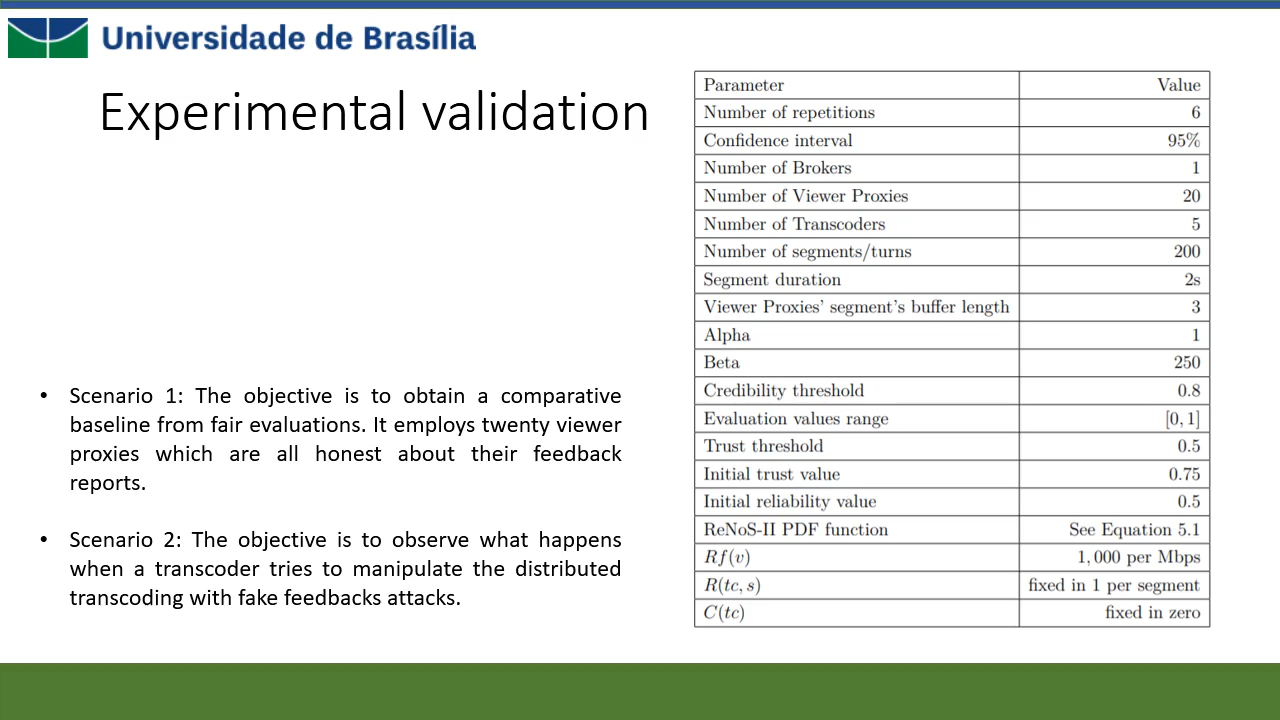 Universidade de Brasília
Experimental validation
• Scenario 1: The objective is to obtain a comparative
baseline from fair evaluations. It employs twenty viewer
proxies which are all honest about their feedback
reports.
• Scenario 2: The objective is to observe what happens
when a transcoder tries to manipulate the distributed
transcoding with fake feedbacks attacks.
Parameter Value
Number of repetitions 6
Confidence interval 95%
Number of Brokers 1
Number of Viewer Proxies 20
Number of Transcoders 5
Number of segments/turns 200
Segment duration 2s
Viewer Proxies' segment's buffer length 3
Alpha 1
Beta 250
Credibility threshold 0.8
Evaluation values range [0, 1]
Trust threshold 0.5
Initial trust value 0.75
Initial reliability value 0.5
ReNoS-II PDF function See Equation 5.1
Rf(v) 1,000 per Mbps
R(tc, s) fixed in 1 per segment
C(tc) fixed in zero